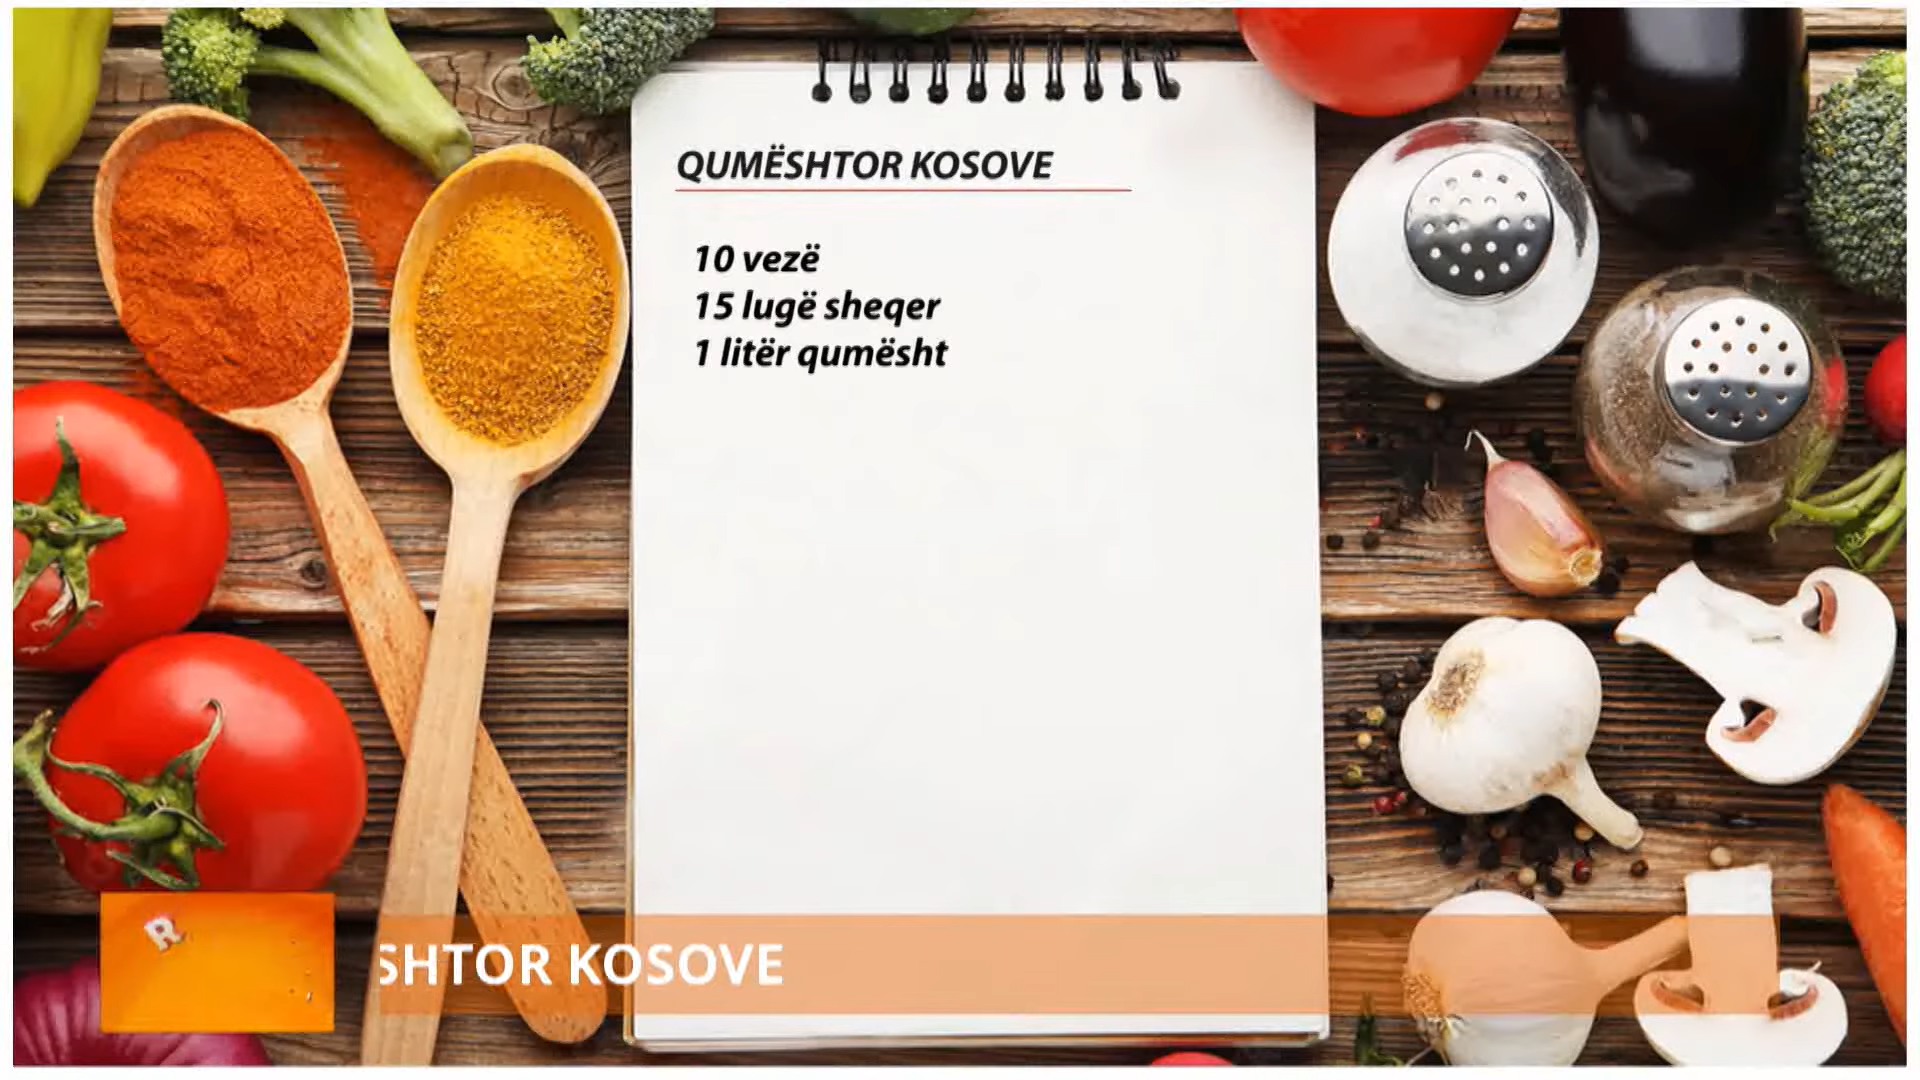 QUMËSHTOR KOSOVE
10 vezë
15 lugë sheqer
1 litër qumësht
R
SHTOR KOSOVE